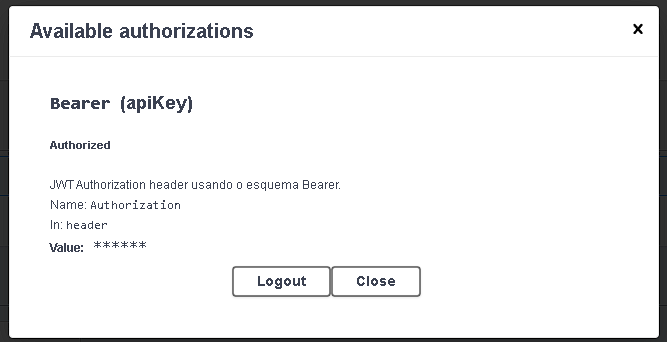 Available authorizations
×
Bearer (apiKey)
Authorized
JWT Authorization header usando o esquema Bearer.
Name: Authorization
In: header
Value: ******
Logout Close